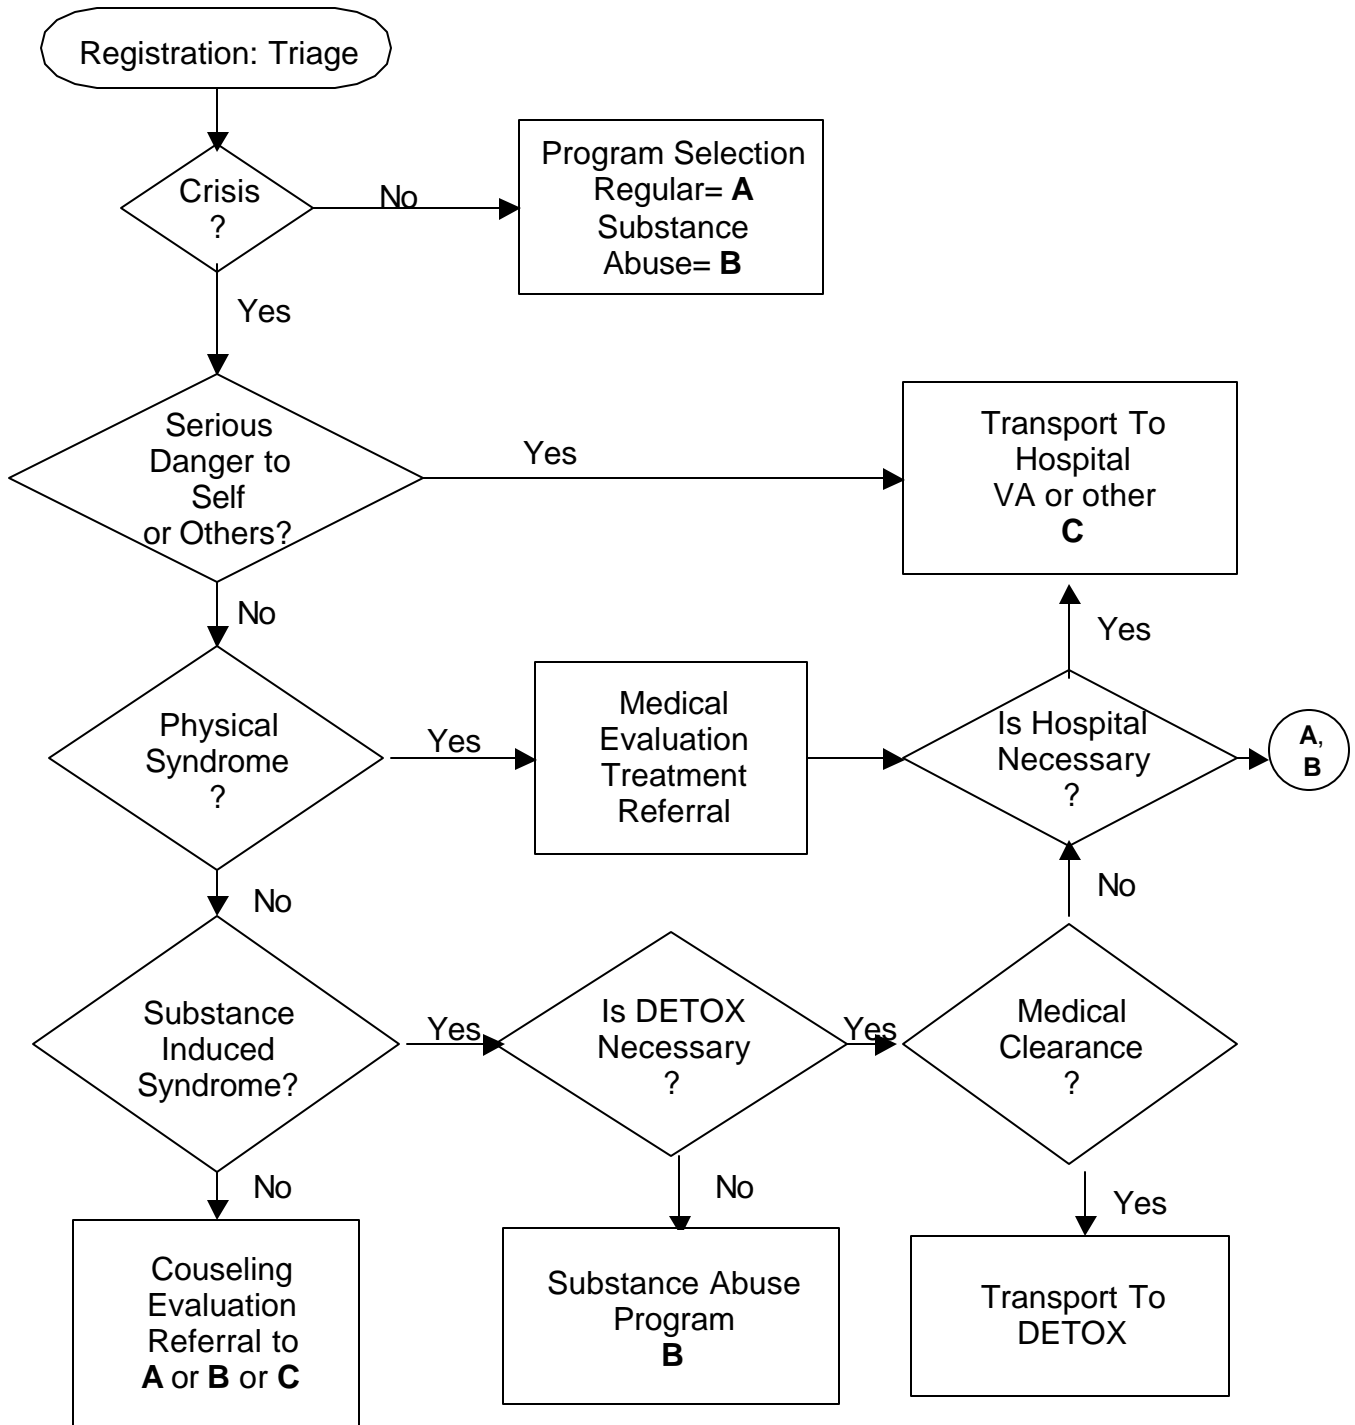 Registration: Triage
Crisis
?
No
Program Selection
Regular= A
Substance
Abuse= B
Yes
Serious
Danger to
Self
or Others?
Yes
Transport To
Hospital
VA or other
C
No
Yes
Physical
Syndrome
?
Yes
Medical
Evaluation
Treatment
Referral
Is Hospital
Necessary
?
A,
B
No
No
Substance
Induced
Syndrome?
Yes
Is DETOX
Necessary
?
Yes
Medical
Clearance
?
No
No
Yes
Couseling
Evaluation
Referral to
A or B or C
Substance Abuse
Program
B
Transport To
DETOX